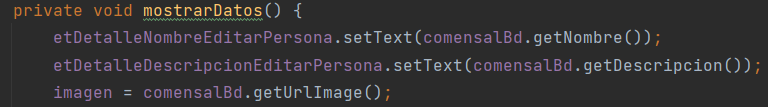 private void mostrarDatos() {
etDetalleNombreEditarPersona.setText(comensalBd.getNombre());
etDetalleDescripcionEditarPersona.setText(comensalBd.getDescripcion());
imagen = comensalBd.getUrlImage();